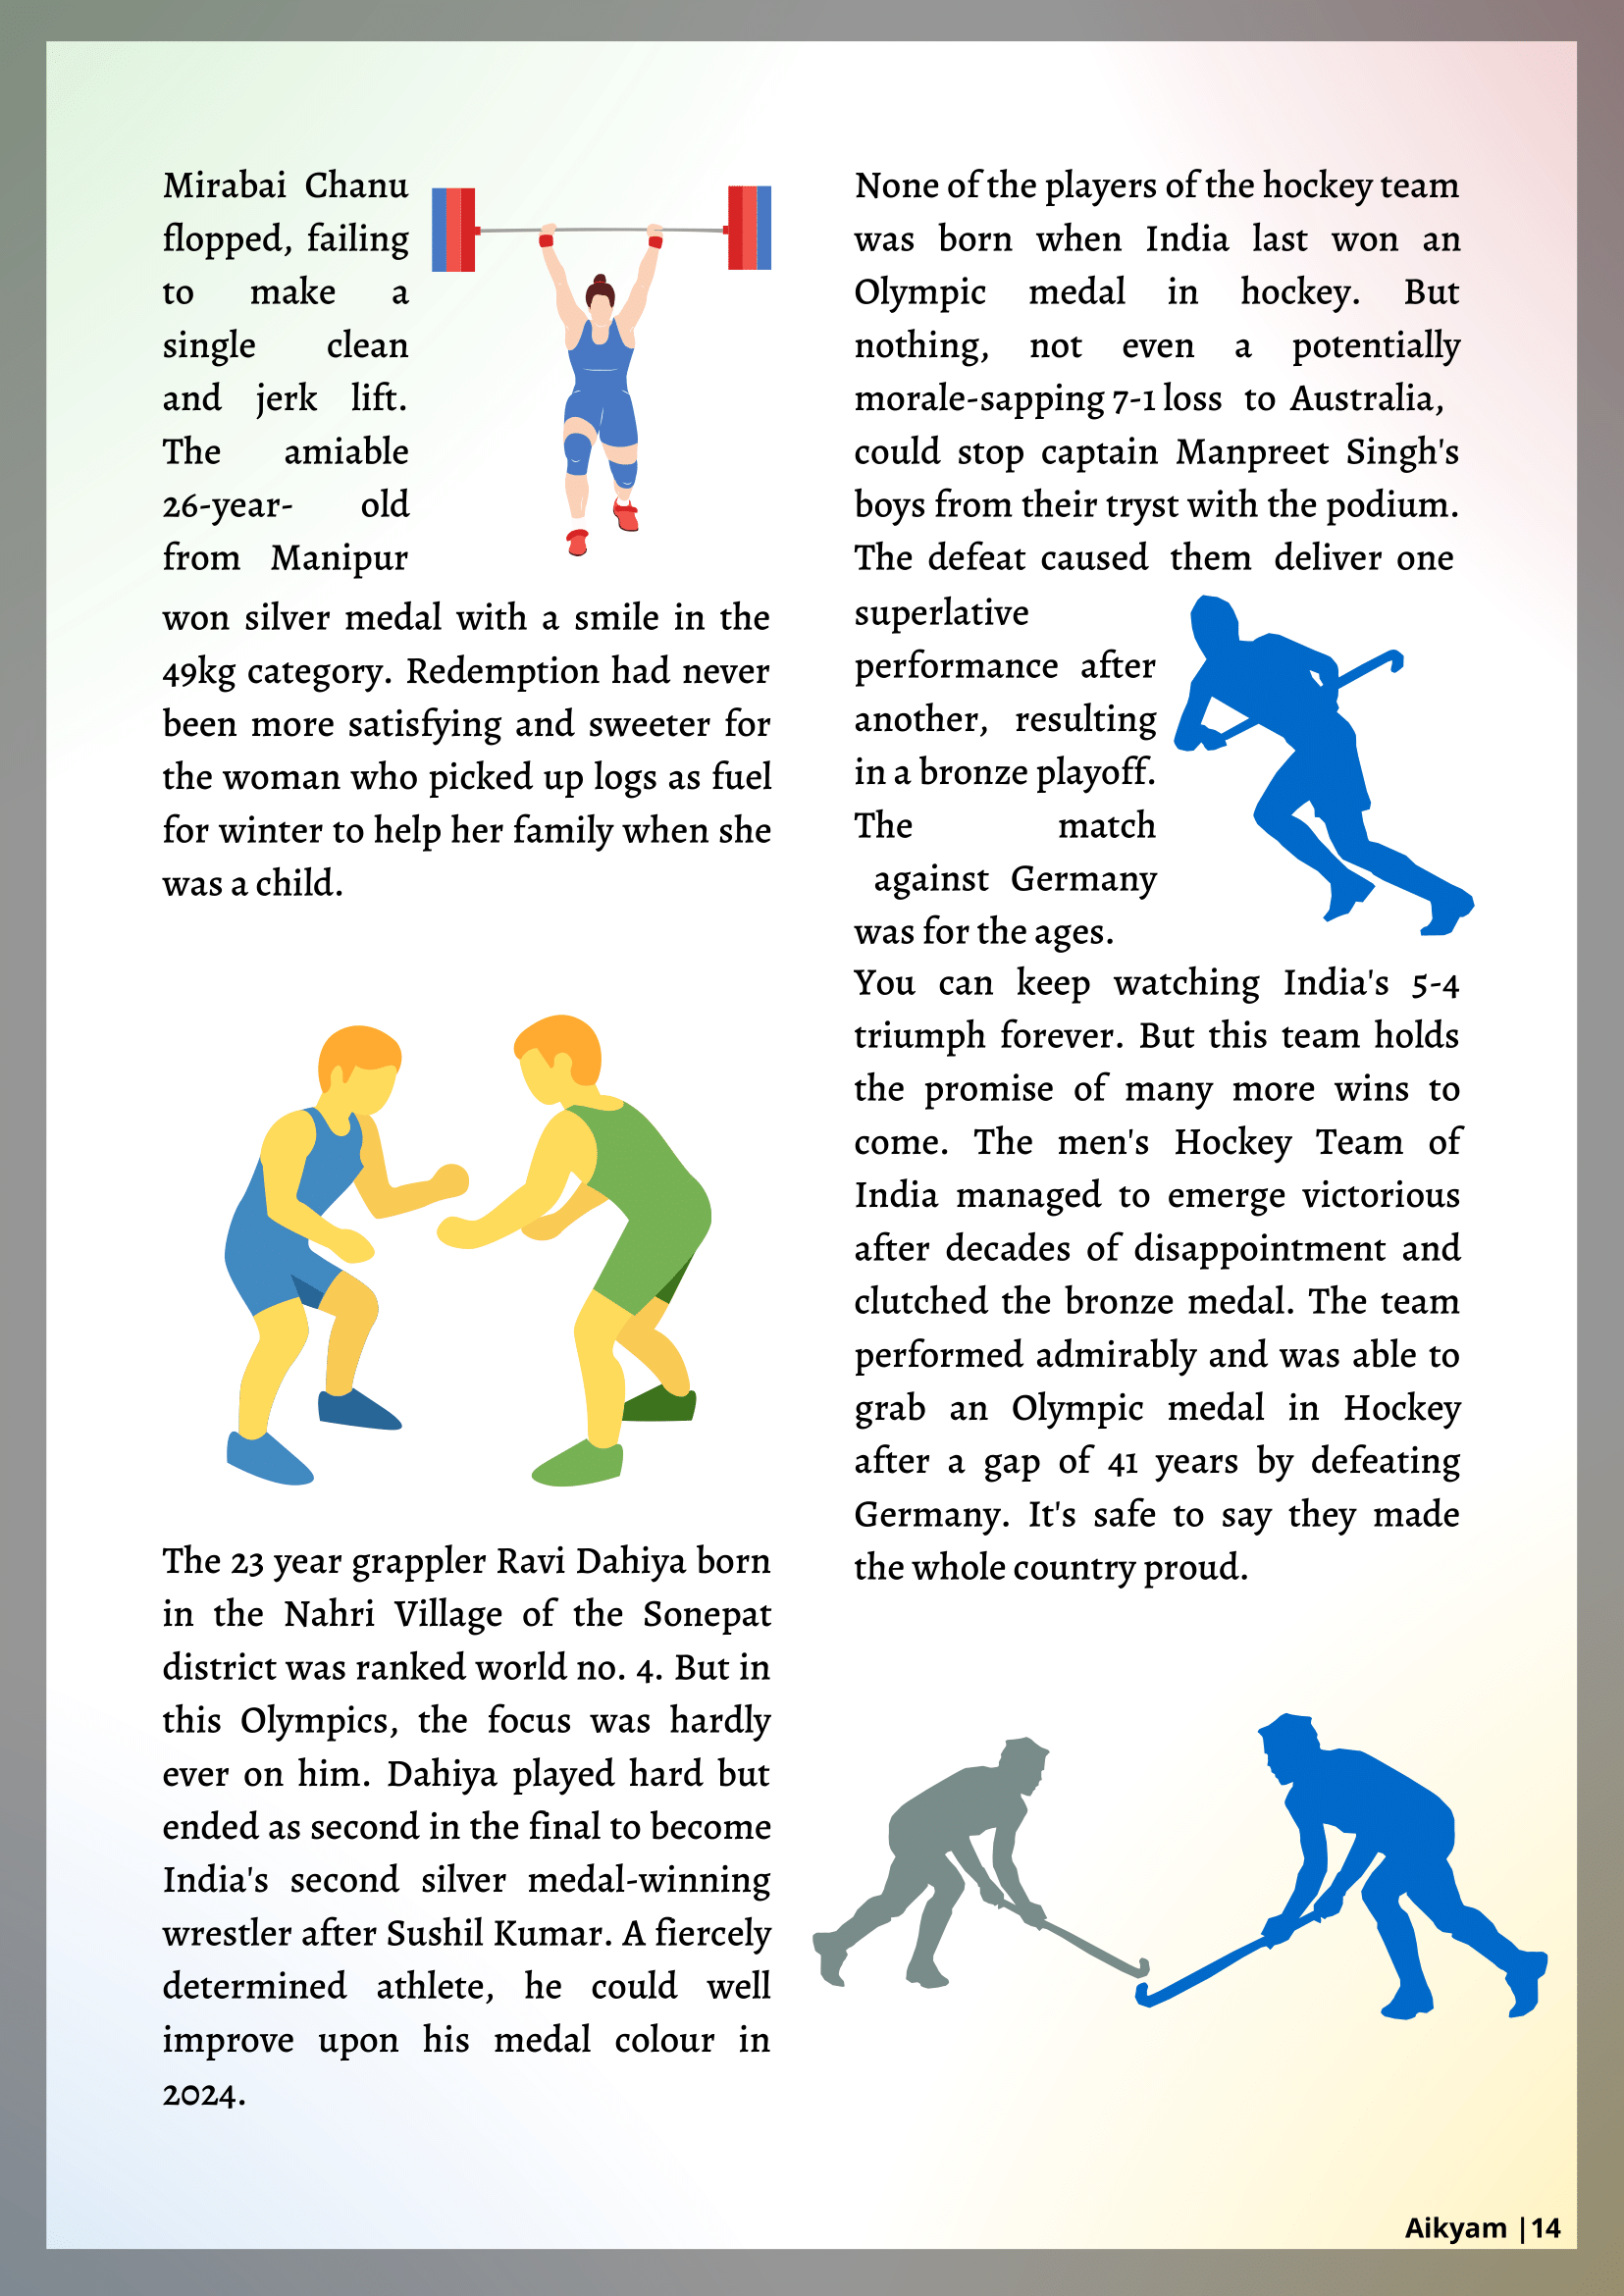 Mirabai Chanu
flopped, failing
to make a
single clean
and jerk lift.
The amiable
26-year- old
from Manipur
won silver medal with a smile in the
49kg category. Redemption had never
been more satisfying and sweeter for
the woman who picked up logs as fuel
for winter to help her family when she
was a child.
The 23 year grappler Ravi Dahiya born
in the Nahri Village of the Sonepat
district was ranked world no. 4. But in
this Olympics, the focus was hardly
ever on him. Dahiya played hard but
ended as second in the final to become
India's second silver medal-winning
wrestler after Sushil Kumar. A fiercely
determined athlete, he could well
improve upon his medal colour in
2024.
None of the players of the hockey team
was born when India last won an
Olympic medal in hockey. But
nothing, not even a potentially
morale-sapping 7-1 loss to Australia,
could stop captain Manpreet Singh's
boys from their tryst with the podium.
The defeat caused them deliver one
superlative
performance after
another, resulting
in a bronze playoff.
The match
against Germany
was for the ages.
You can keep watching India's 5-4
triumph forever. But this team holds
the promise of many more wins to
come. The men's Hockey Team of
India managed to emerge victorious
after decades of disappointment and
clutched the bronze medal. The team
performed admirably and was able to
grab an Olympic medal in Hockey
after a gap of 41 years by defeating
Germany. It's safe to say they made
the whole country proud.
Aikyam |14